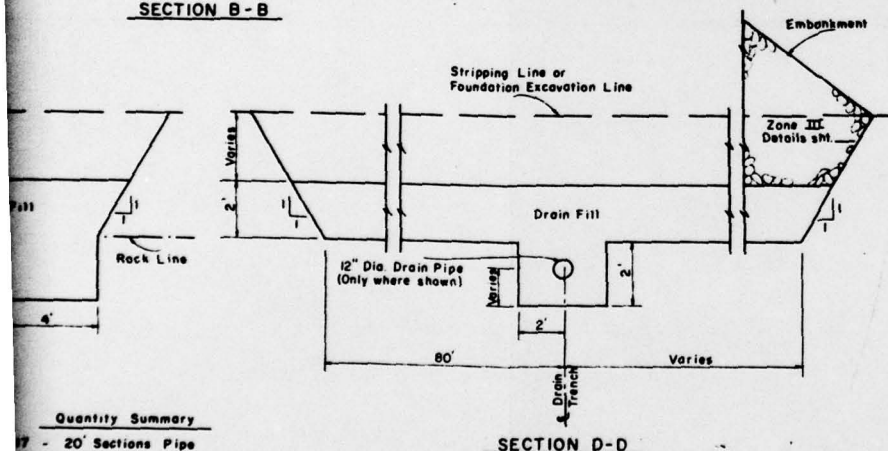 SECTION B-B
Embankment
Stripping Line or
Foundation Excavation Line
Varies
Zone III
Details sht.
Fill
2'
1
1
1
1
Drain Fill
1
1
Rock Line
12" Dia. Drain Pipe
(Only where shown)
Varies
2'
4'
2'
80'
Varies
℄ Drain
Trench
Quantity Summary
17 - 20' Sections Pipe
SECTION D-D